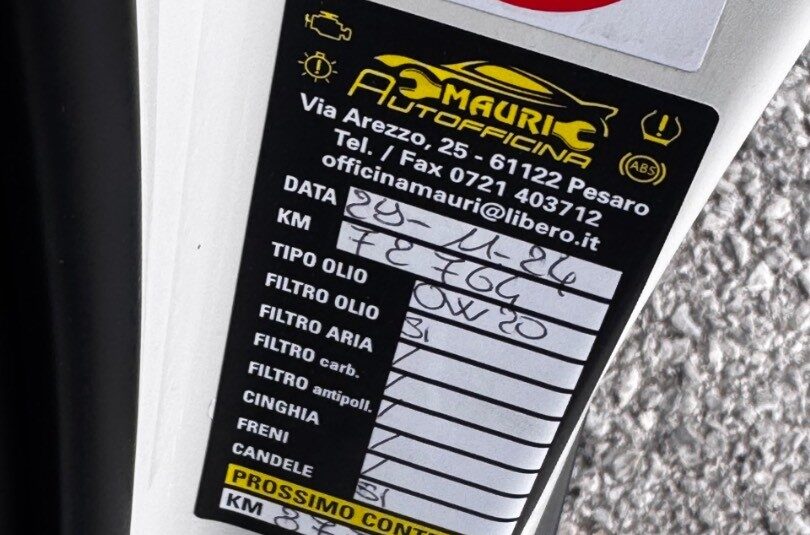 MAURI
AUTOFFICINA
Via Arezzo, 25 - 61122 Pesaro
Tel. / Fax 0721 403712
officinamauri@libero.it
ABS
DATA 29-11-24
KM 78764
TIPO OLIO 0W20
FILTRO OLIO SI
FILTRO ARIA /
FILTRO carb.
FILTRO antipoll.
CINGHIA /
FRENI /
CANDELE SI
PROSSIMO CONT
KM 87